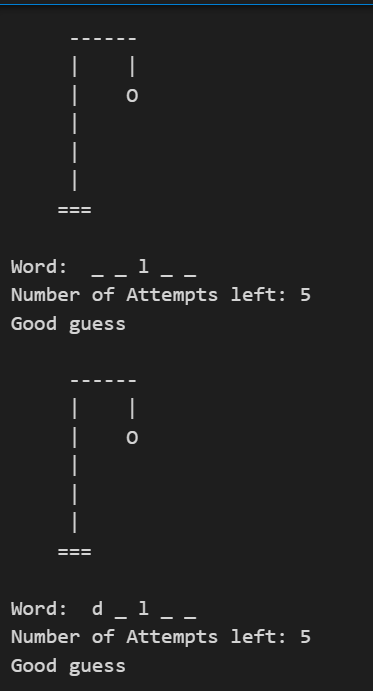 ------
|    |
|    O
|
|
|
===
Word:  _ _ l _ _
Number of Attempts left: 5
Good guess
------
|    |
|    O
|
|
|
===
Word:  d _ l _ _
Number of Attempts left: 5
Good guess